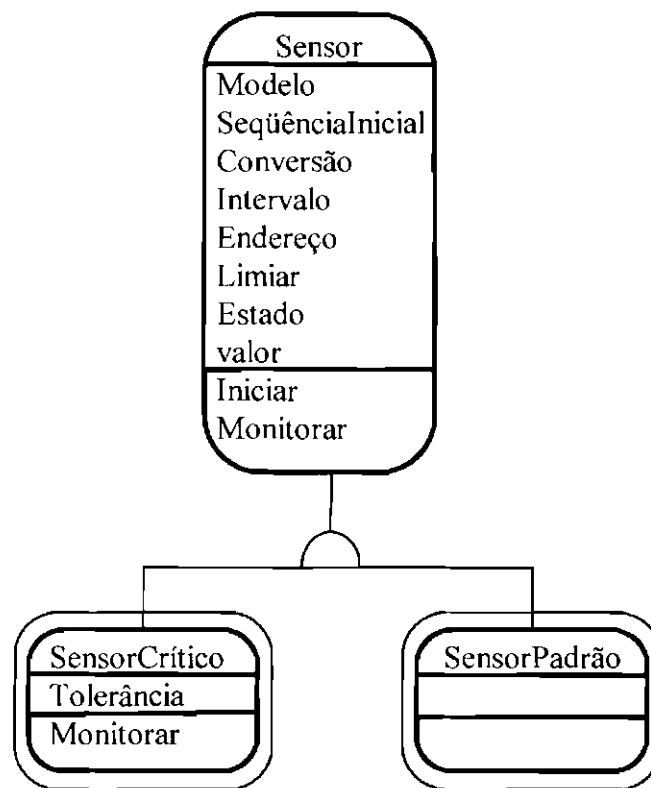 Sensor
Modelo
SeqüênciaInicial
Conversão
Intervalo
Endereço
Limiar
Estado
valor
Iniciar
Monitorar
SensorCrítico
Tolerância
Monitorar
SensorPadrão